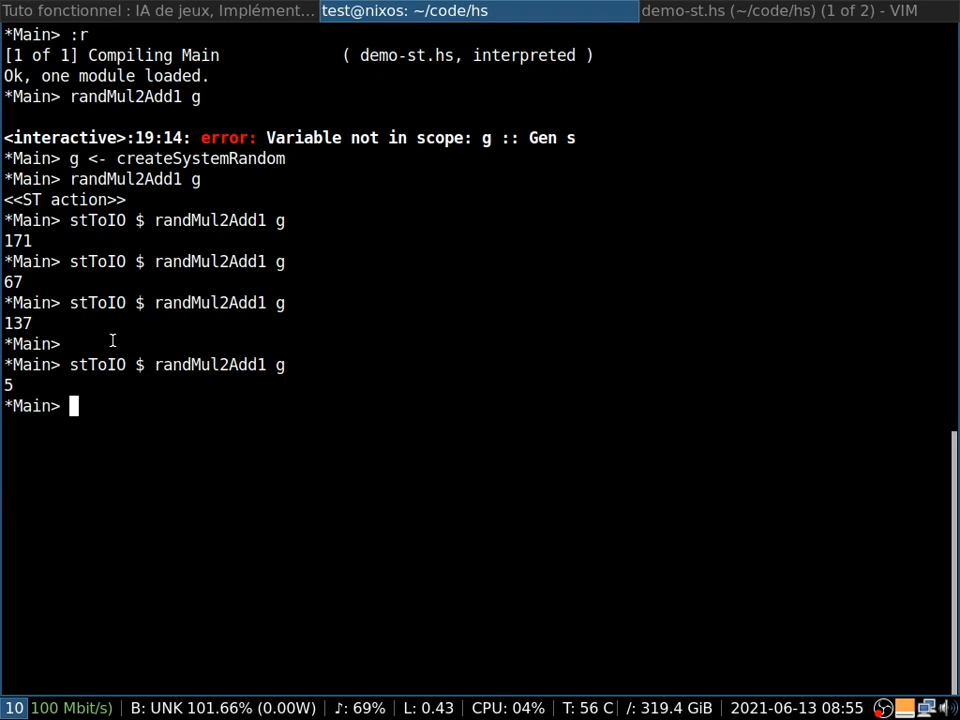 Tuto fonctionnel : IA de jeux, Implément... test@nixos: ~/code/hs demo-st.hs (~/code/hs) (1 of 2) - VIM
*Main> :r
[1 of 1] Compiling Main             ( demo-st.hs, interpreted )
Ok, one module loaded.
*Main> randMul2Add1 g
<interactive>:19:14: error: Variable not in scope: g :: Gen s
*Main> g <- createSystemRandom
*Main> randMul2Add1 g
<<ST action>>
*Main> stToIO $ randMul2Add1 g
171
*Main> stToIO $ randMul2Add1 g
67
*Main> stToIO $ randMul2Add1 g
137
*Main>
*Main> stToIO $ randMul2Add1 g
5
*Main>
10 100 Mbit/s) | B: UNK 101.66% (0.00W) | ♪: 69% | L: 0.43 | CPU: 04% | T: 56 C | /: 319.4 GiB | 2021-06-13 08:55